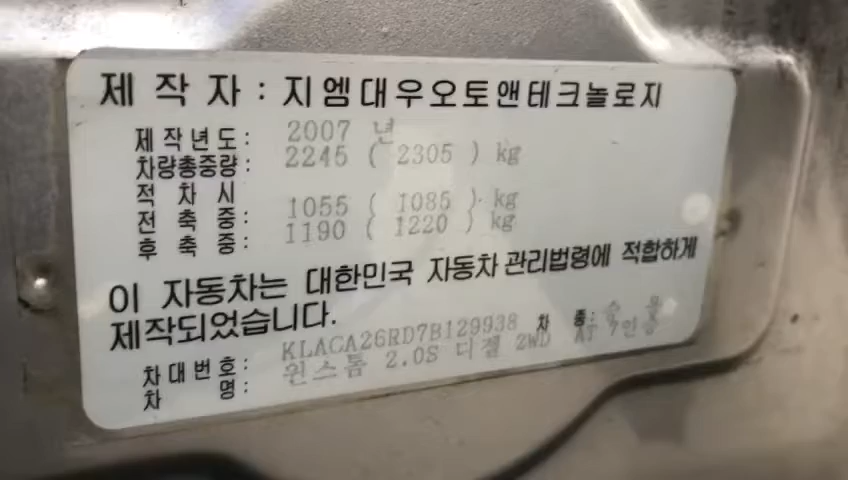 제 작 자 : 지엠대우오토앤테크놀로지
제작년도 : 2007 년
차량총중량 : 2245 ( 2305 ) kg
적 차 시
전 축 중 : 1055 ( 1085 ) kg
후 축 중 : 1190 ( 1220 ) kg
이 자동차는 대한민국 자동차관리법령에 적합하게
제작되었습니다.
차대번호 : KLACA26RD7B129938 차 종 : 승 용
차 명 : 윈스톰 2.0S 디젤 2WD AT 7인승